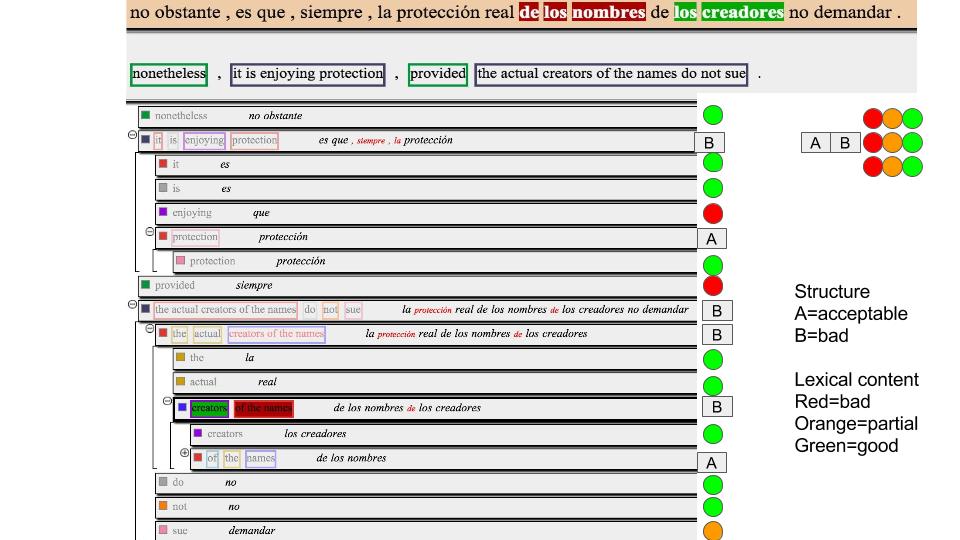 no obstante , es que , siempre , la protección real de los nombres de los creadores no demandar .
nonetheless , it is enjoying protection , provided the actual creators of the names do not sue .
nonetheless no obstante
it is enjoying protection es que , siempre , la protección B
A B
it es
is es
enjoying que
protection protección A
protection protección
provided siempre
the actual creators of the names do not sue la protección real de los nombres de los creadores no demandar B
the actual creators of the names la protección real de los nombres de los creadores B
the la
actual real
creators of the names de los nombres de los creadores B
creators los creadores
of the names de los nombres A
do no
not no
sue demandar
Structure
A=acceptable
B=bad
Lexical content
Red=bad
Orange=partial
Green=good